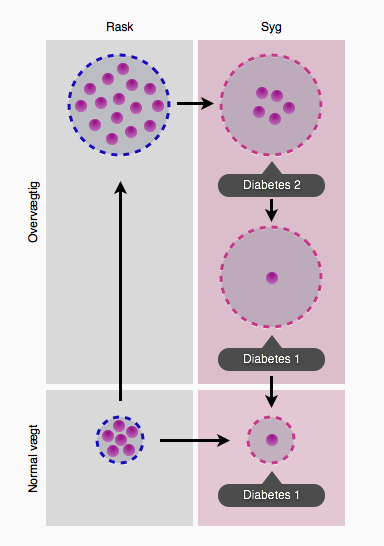 Rask
Syg
Overvægtig
Diabetes 2
Diabetes 1
Normal vægt
Diabetes 1